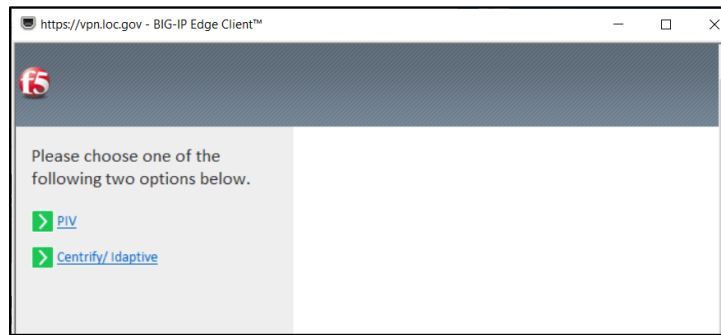 https://vpn.loc.gov - BIG-IP Edge Client™
f5
Please choose one of the
following two options below.
PIV
Centrify/ Idaptive